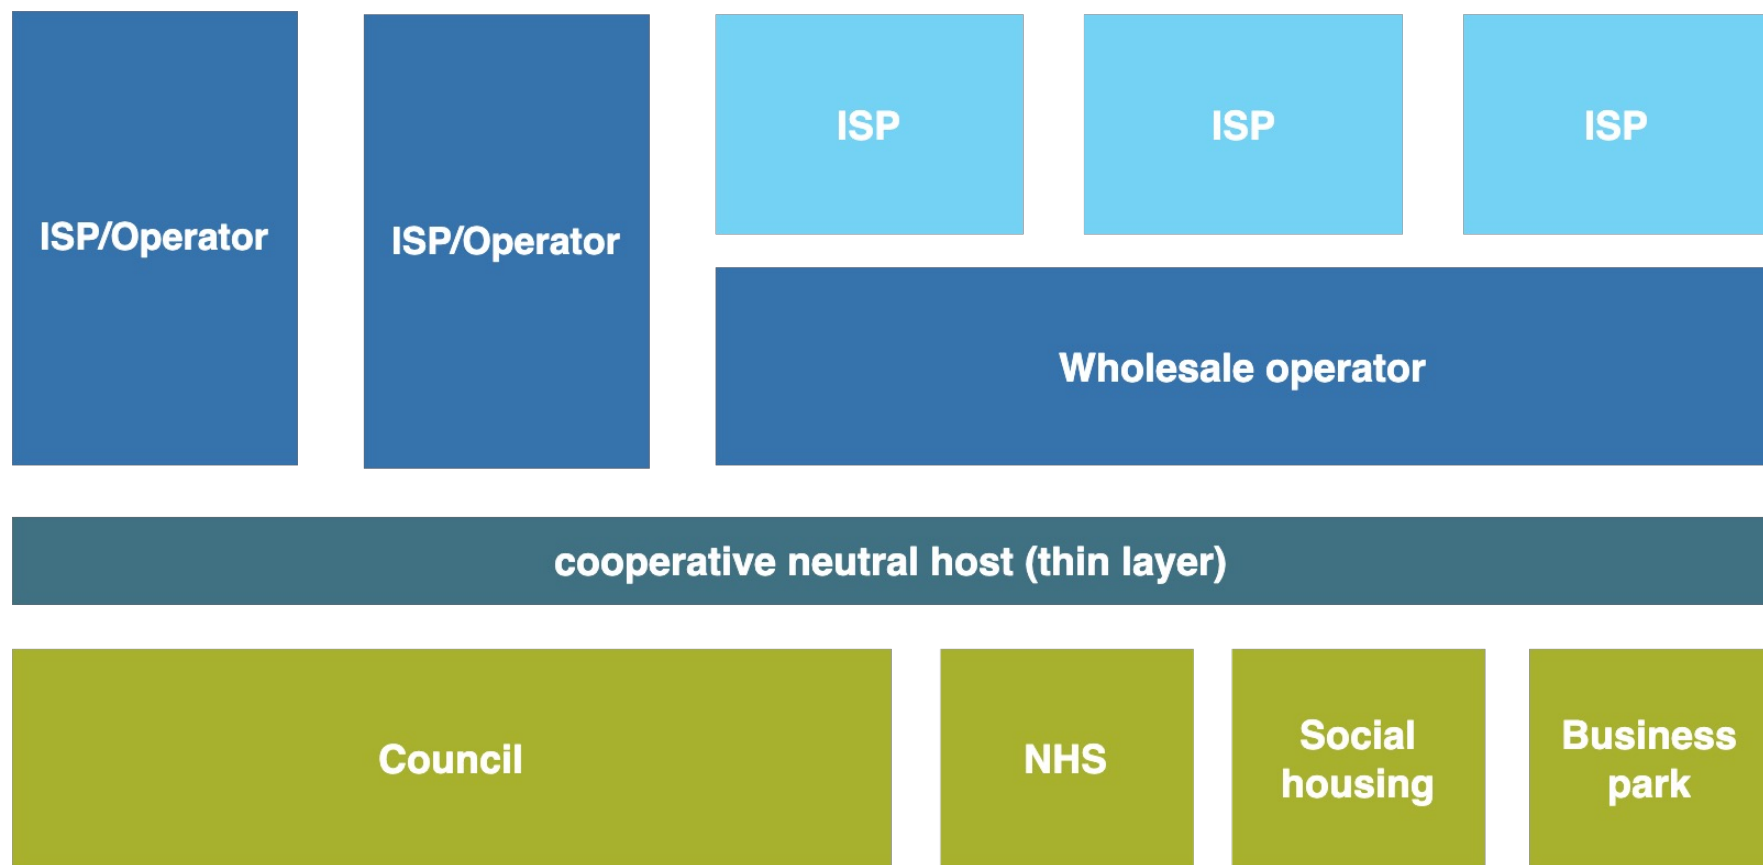 ISP/Operator
ISP/Operator
ISP
ISP
ISP
Wholesale operator
cooperative neutral host (thin layer)
Council
NHS
Social
housing
Business
park